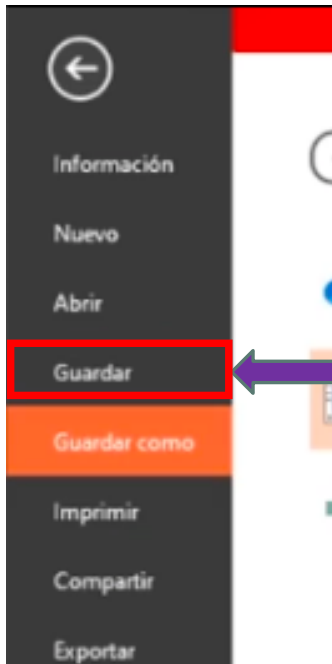 Información
Nuevo
Abrir
Guardar
Guardar como
Imprimir
Compartir
Exportar